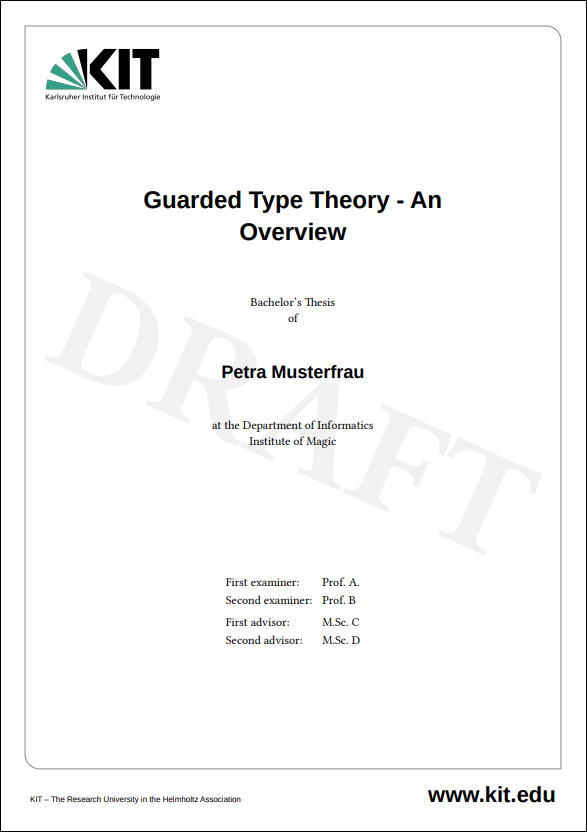 KIT
Karlsruher Institut für Technologie
Guarded Type Theory - An
Overview
Bachelor's Thesis
of
Petra Musterfrau
at the Department of Informatics
Institute of Magic
DRAFT
First examiner: Prof. A.
Second examiner: Prof. B
First advisor: M.Sc. C
Second advisor: M.Sc. D
KIT – The Research University in the Helmholtz Association
www.kit.edu